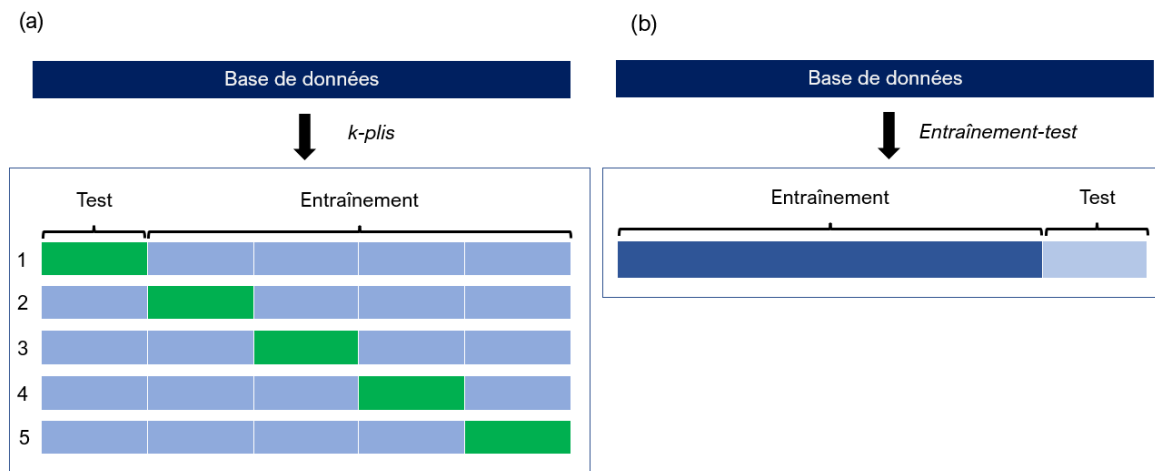 (a)
Base de données
k-plis
Test Entraînement
1
2
3
4
5
(b)
Base de données
Entraînement-test
Entraînement Test